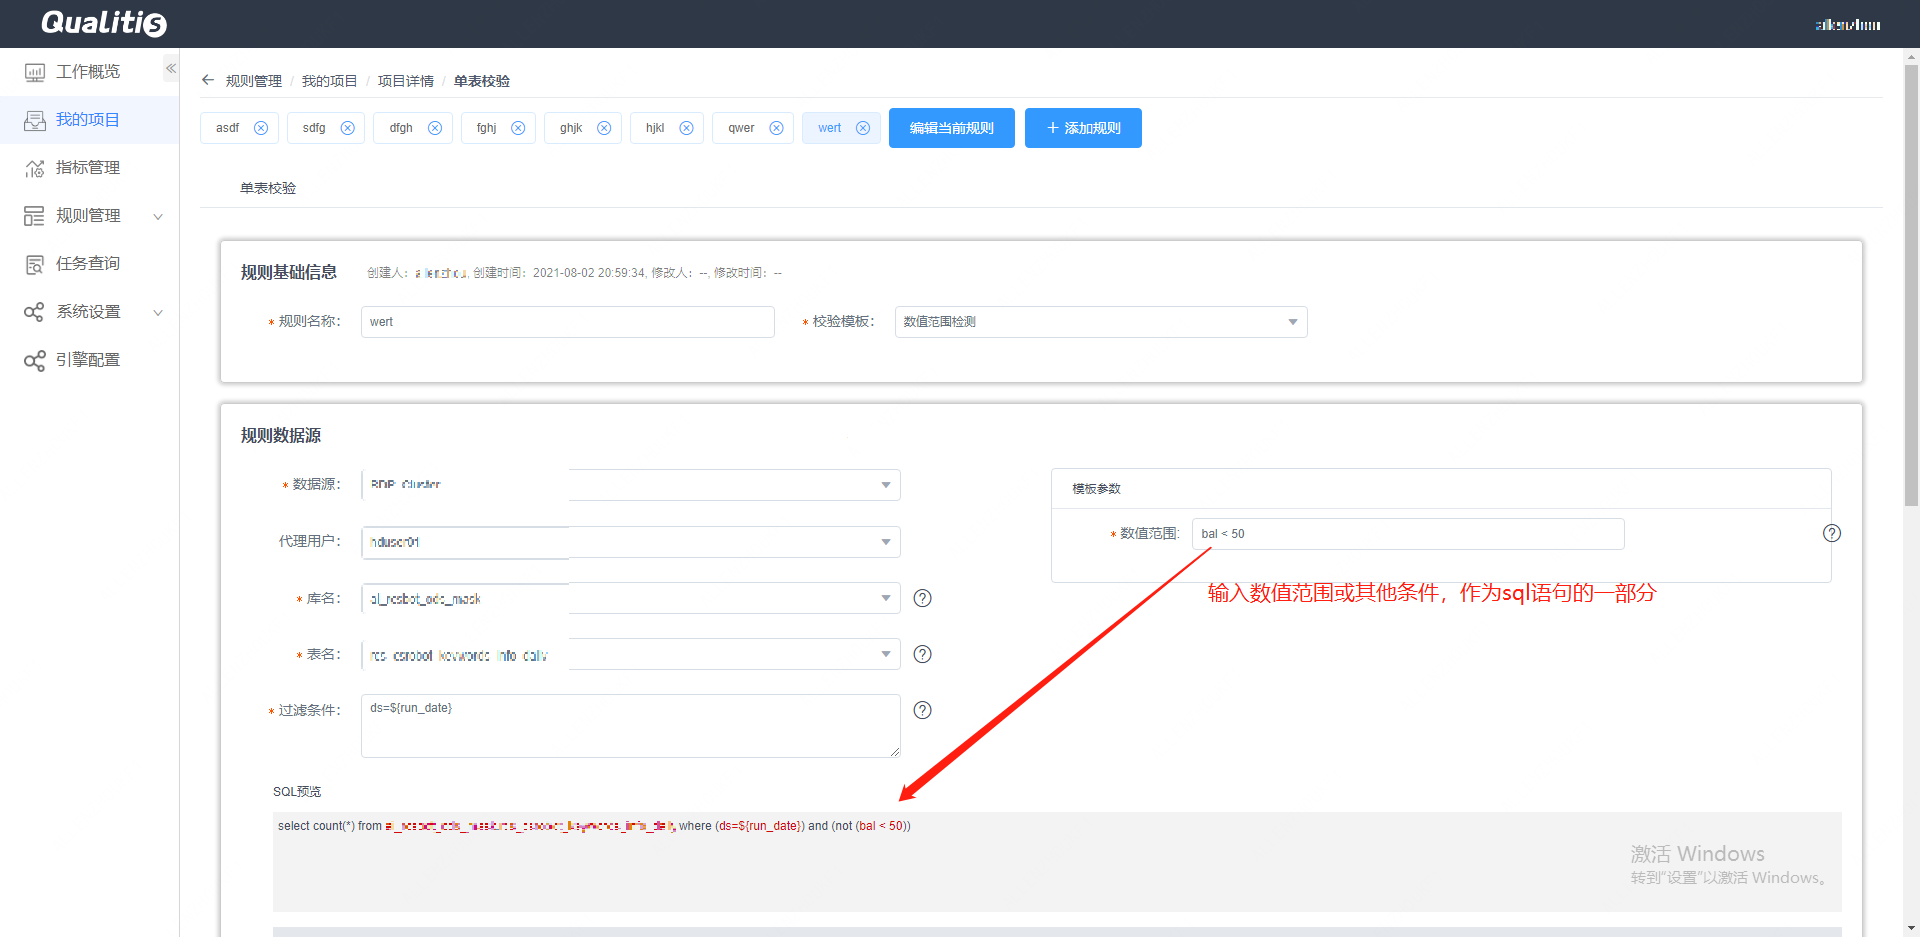 Qualitis
工作概览
我的项目
指标管理
规则管理
任务查询
系统设置
引擎配置
规则管理 / 我的项目 / 项目详情 / 单表校验
asdf sdfg dfgh fghj ghjk hjkl qwer wert 编辑当前规则 + 添加规则
单表校验
规则基础信息 创建人: 创建时间: 2021-08-02 20:59:34, 修改人: --, 修改时间: --
* 规则名称: wert * 校验模板: 数值范围检测
规则数据源
* 数据源:
代理用户:
* 库名:
* 表名:
* 过滤条件: ds=${run_date}
模板参数
* 数值范围: bal < 50
输入数值范围或其他条件，作为sql语句的一部分
SQL预览
select count(*) from where (ds=${run_date}) and (not (bal < 50))
激活 Windows
转到“设置”以激活 Windows。